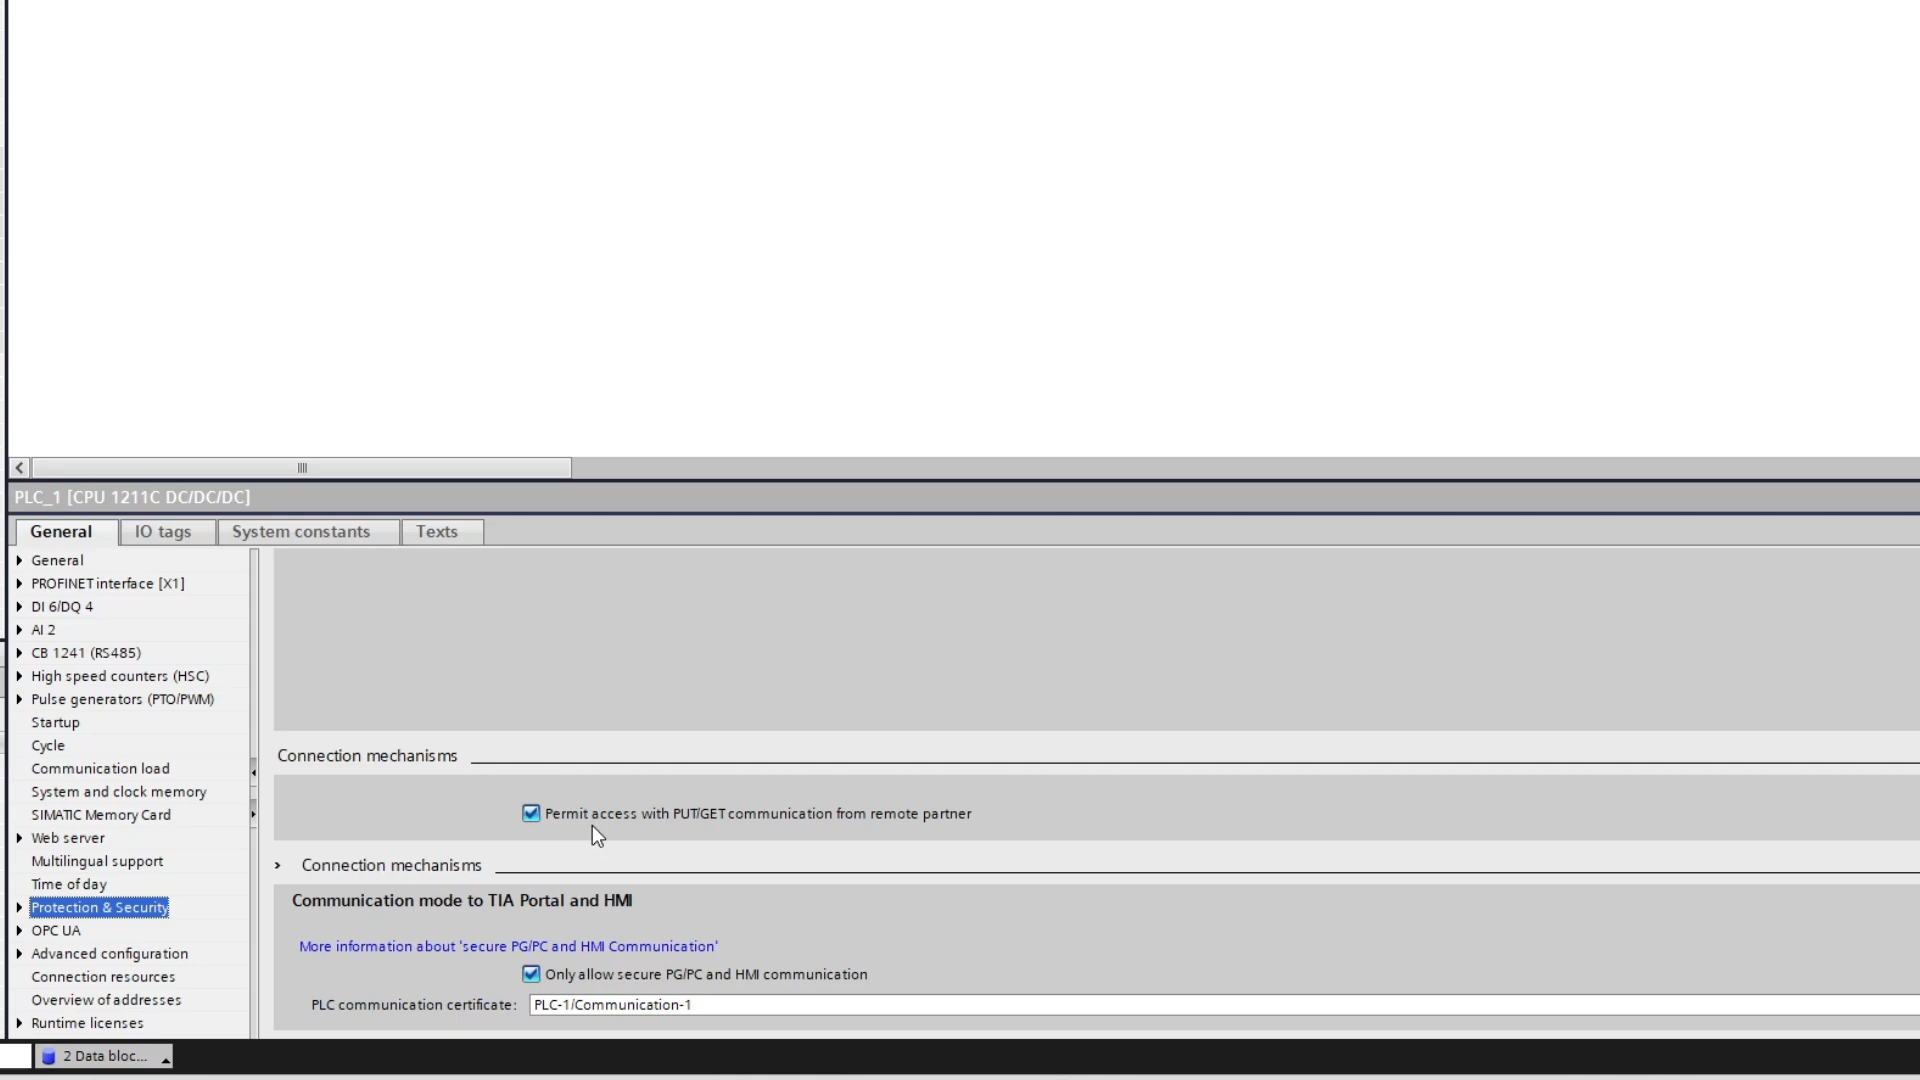 PLC_1 [CPU 1211C DC/DC/DC]
General
IO tags
System constants
Texts
General
PROFINET interface [X1]
DI 6/DQ 4
AI 2
CB 1241 (RS485)
High speed counters (HSC)
Pulse generators (PTO/PWM)
Startup
Cycle
Communication load
System and clock memory
SIMATIC Memory Card
Web server
Multilingual support
Time of day
Protection & Security
OPC UA
Advanced configuration
Connection resources
Overview of addresses
Runtime licenses
Connection mechanisms
Permit access with PUT/GET communication from remote partner
Connection mechanisms
Communication mode to TIA Portal and HMI
More information about 'secure PG/PC and HMI Communication'
Only allow secure PG/PC and HMI communication
PLC communication certificate: PLC-1/Communication-1
2 Data bloc...